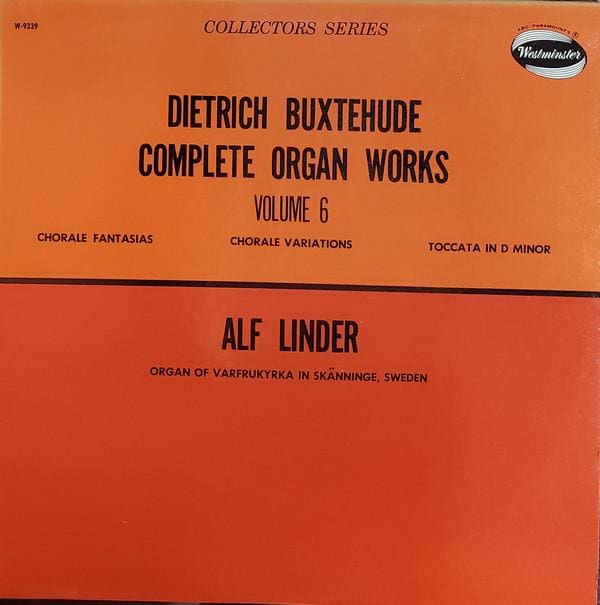 W-9339
COLLECTORS SERIES
ABC-PARAMOUNT'S ®
Westminster
DIETRICH BUXTEHUDE
COMPLETE ORGAN WORKS
VOLUME 6
CHORALE FANTASIAS CHORALE VARIATIONS TOCCATA IN D MINOR
ALF LINDER
ORGAN OF VARFRUKYRKA IN SKÄNNINGE, SWEDEN